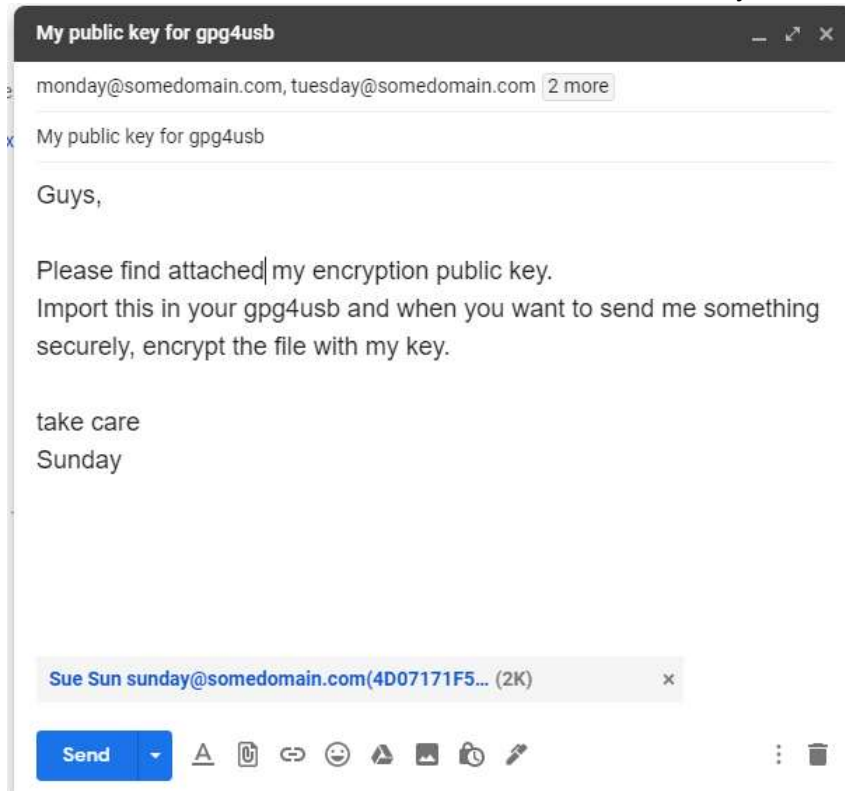 My public key for gpg4usb
monday@somedomain.com, tuesday@somedomain.com 2 more
My public key for gpg4usb
Guys,
Please find attached my encryption public key.
Import this in your gpg4usb and when you want to send me something
securely, encrypt the file with my key.
take care
Sunday
Sue Sun sunday@somedomain.com(4D07171F5... (2K)
Send